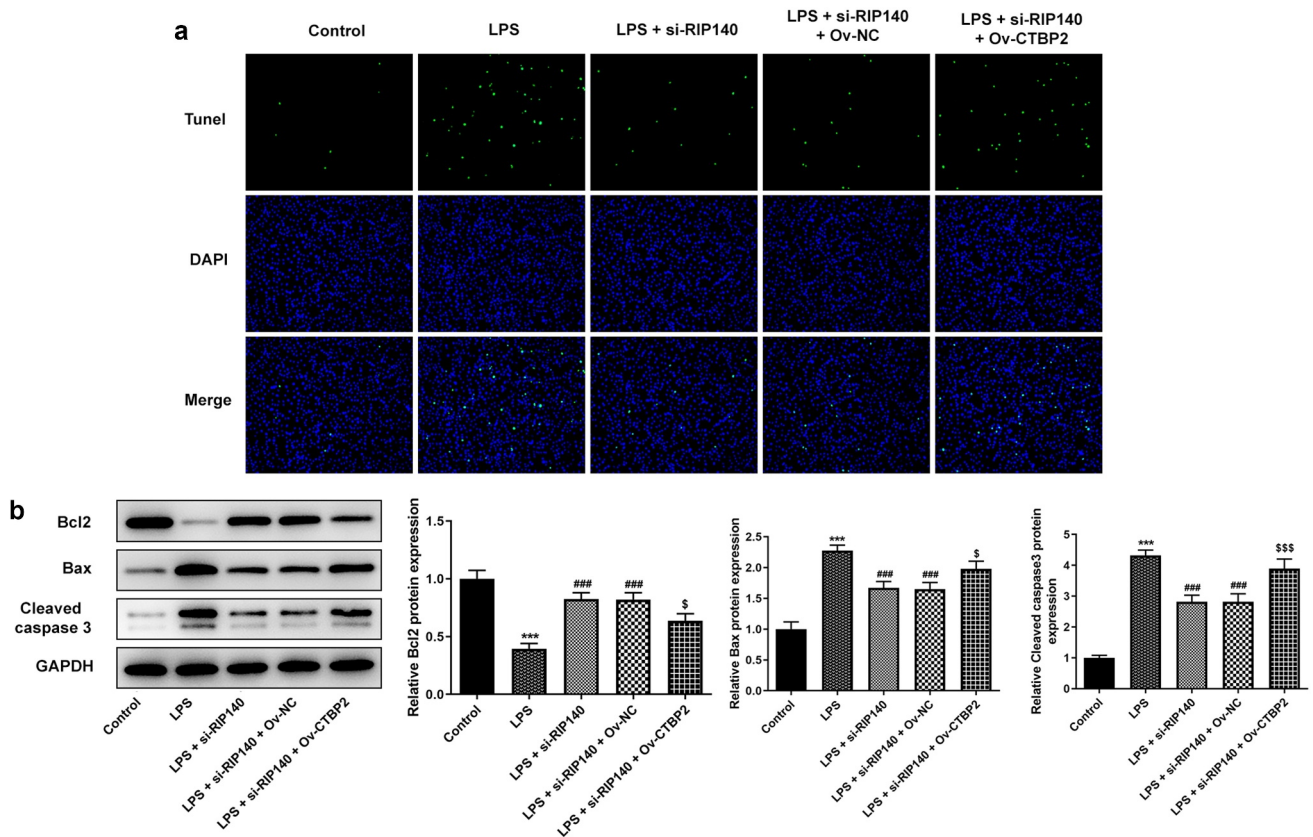 a
Control
LPS
LPS + si-RIP140
LPS + si-RIP140
+ Ov-NC
LPS + si-RIP140
+ Ov-CTBP2
Tunel
DAPI
Merge
b
Bcl2
Bax
Cleaved
caspase 3
GAPDH
Control
LPS
LPS + si-RIP140
LPS + si-RIP140 + Ov-NC
LPS + si-RIP140 + Ov-CTBP2
Relative Bcl2 protein expression
1.5
1.0
0.5
0.0
***
###
###
$
Control
LPS
LPS + si-RIP140
LPS + si-RIP140 + Ov-NC
LPS + si-RIP140 + Ov-CTBP2
Relative Bax protein expression
2.5
2.0
1.5
1.0
0.5
0.0
***
###
###
$
Control
LPS
LPS + si-RIP140
LPS + si-RIP140 + Ov-NC
LPS + si-RIP140 + Ov-CTBP2
Relative Cleaved caspase3 protein
expression
5
4
3
2
1
0
***
###
###
$$$
Control
LPS
LPS + si-RIP140
LPS + si-RIP140 + Ov-NC
LPS + si-RIP140 + Ov-CTBP2